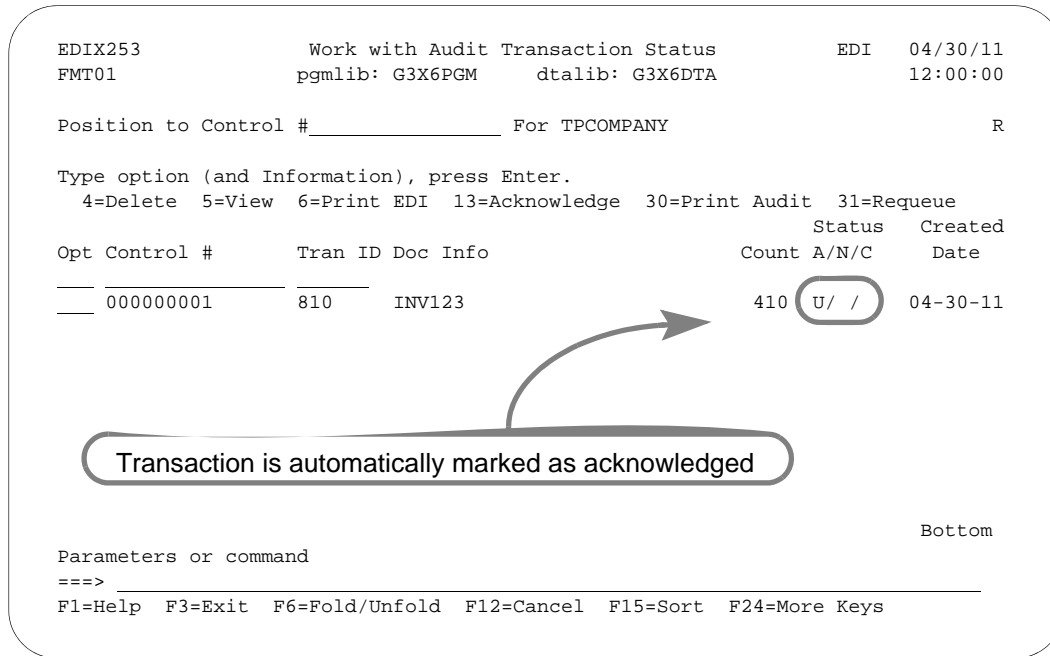 EDIX253 Work with Audit Transaction Status EDI 04/30/11
FMT01 pgmlib: G3X6PGM dtalib: G3X6DTA 12:00:00
Position to Control # For TPCOMPANY R
Type option (and Information), press Enter.
4=Delete 5=View 6=Print EDI 13=Acknowledge 30=Print Audit 31=Requeue
Status Created
Opt Control # Tran ID Doc Info Count A/N/C Date
000000001 810 INV123 410 U/ / 04-30-11
Transaction is automatically marked as acknowledged
Bottom
Parameters or command
===>
F1=Help F3=Exit F6=Fold/Unfold F12=Cancel F15=Sort F24=More Keys